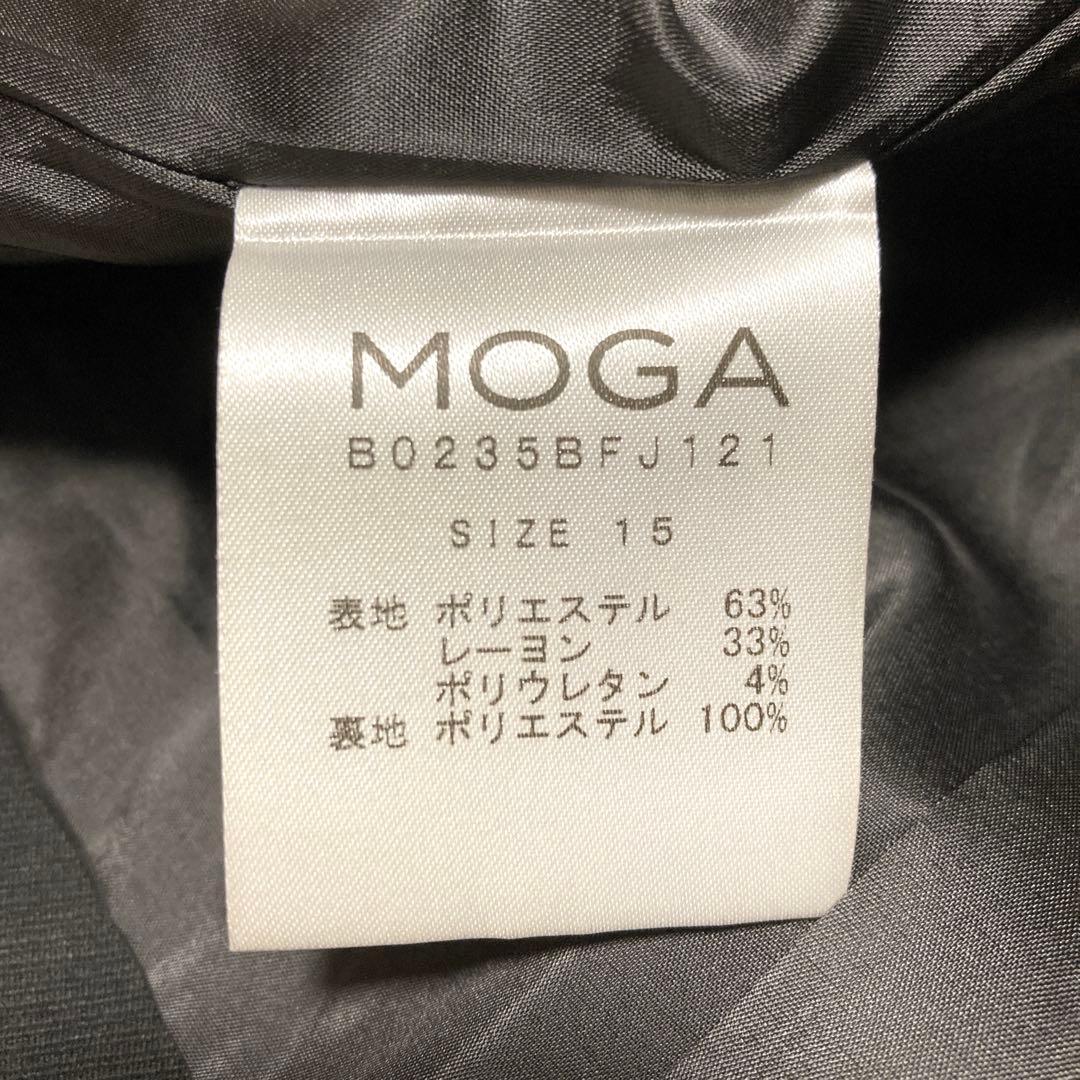 MOGA
B0235BFJ121
SIZE 15
表地 ポリエステル 63%
レーヨン 33%
ポリウレタン 4%
裏地 ポリエステル 100%